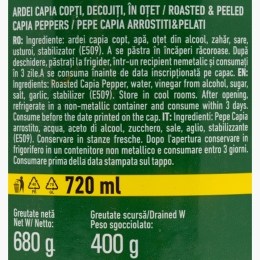 ARDEI CAPIA COPȚI, DECOJIȚI, ÎN OȚET / ROASTED & PEELED
CAPIA PEPPERS / PEPE CAPIA ARROSTITI&PELATI
RO: Ingrediente: ardei capia copt, apă, oțet din alcool, zahăr, sare,
usturoi, stabilizator (E509). A se păstra în încăperi răcoroase. După
deschidere, păstrați la frigider, într-un recipient nemetalic și consumați
în 3 zile. A se consuma înainte de data inscripționată pe capac. EN:
Ingredients: Roasted Capia Pepper, water, vinegar from alcohol, sugar,
salt, garlic, stabilizer (E509). Store in cool rooms. After opening,
refrigerate in a non-metallic container and consume within 3 days.
Consume before the date printed on the cap. IT: Ingredienti: Pepe Capia
arrostito, acqua, aceto di alcool, zucchero, sale, aglio, stabilizzante
(E509). Conservare in stanze fresche. Dopo l'apertura conservare in
frigorifero in un contenitore non metallico e consumare entro 3 giorni.
Consumare prima della data stampata sul tappo.
720 ml
Greutate netă
Net W/ Netto:
680 g
Greutate scursă/Drained W
Peso sgocciolato:
400 g